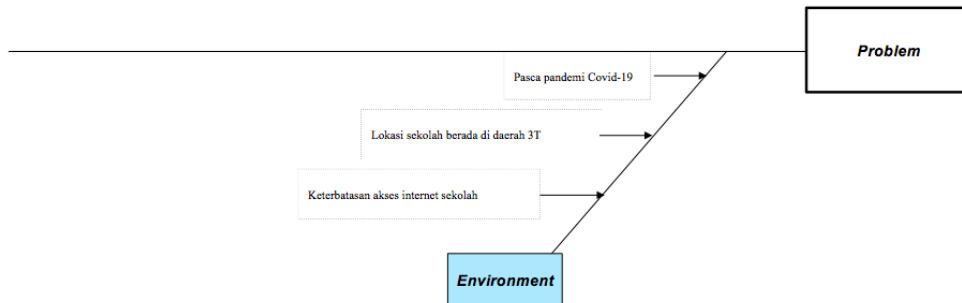 Problem
Pasca pandemi Covid-19
Lokasi sekolah berada di daerah 3T
Keterbatasan akses internet sekolah
Environment